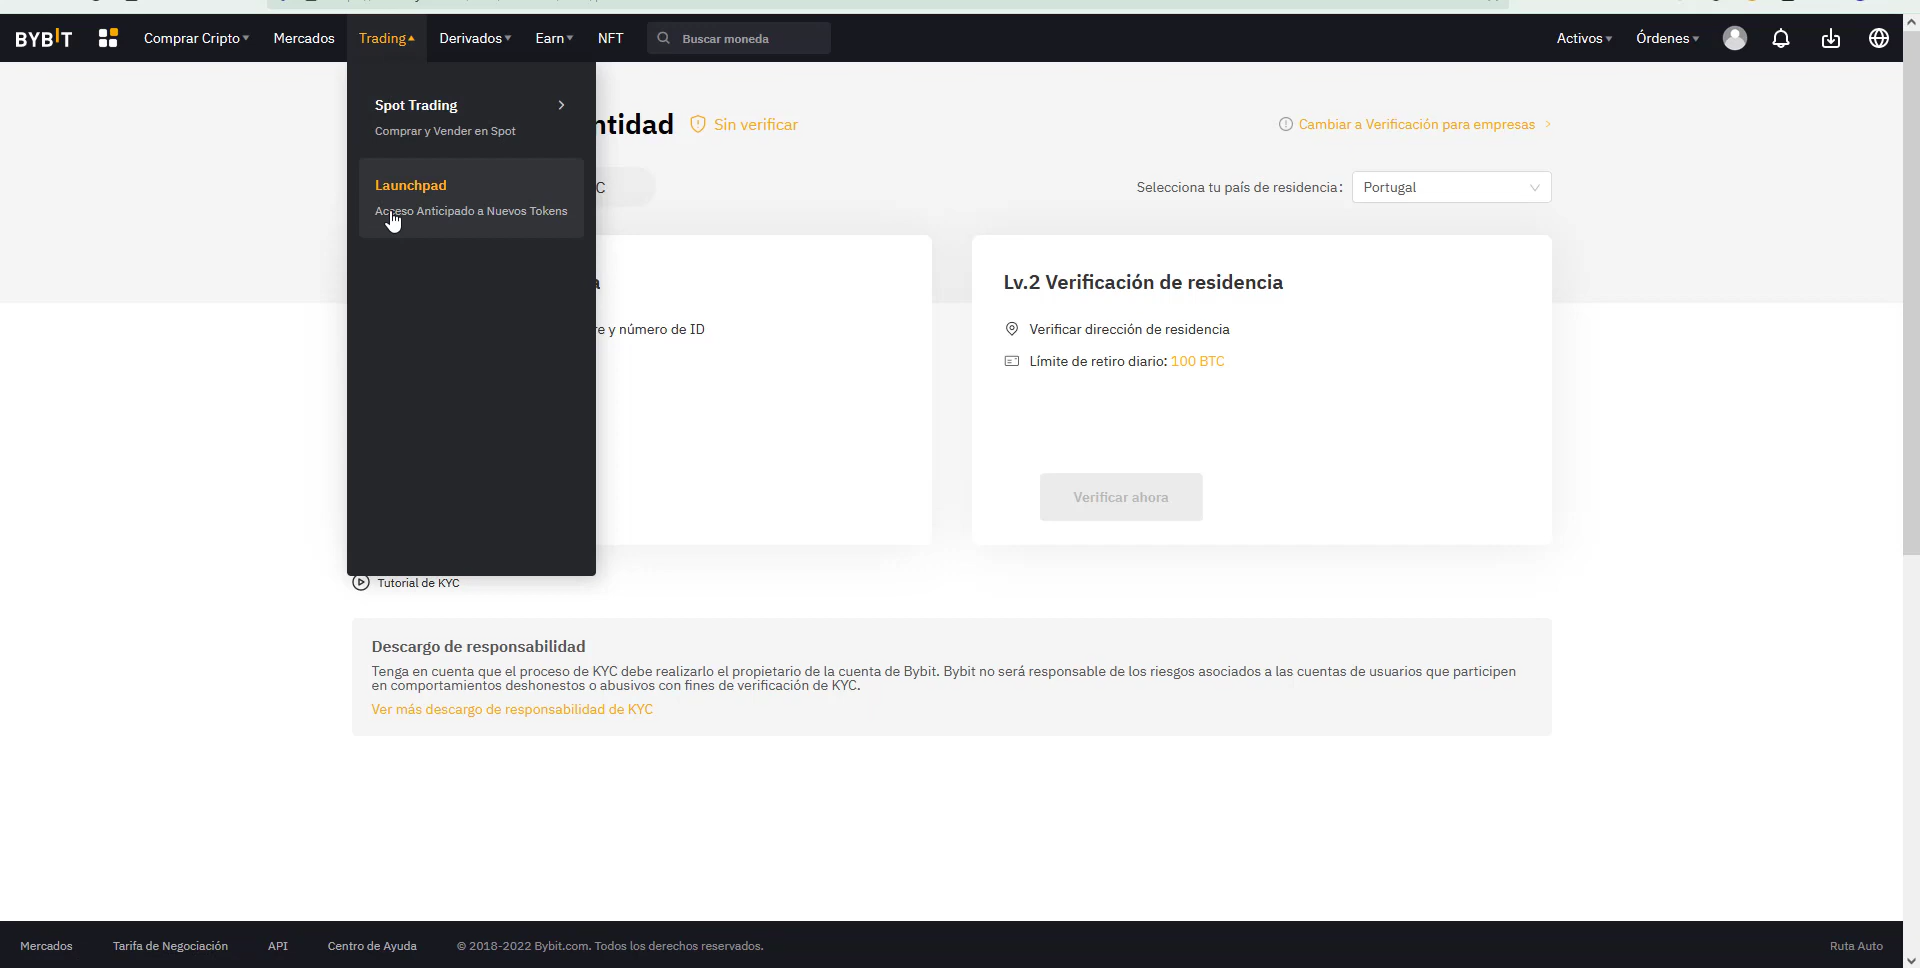 BYBIT
Comprar Cripto
Mercados
Trading
Derivados
Earn
NFT
Buscar moneda
Activos
Órdenes
Spot Trading
Comprar y Vender en Spot
Launchpad
Acceso Anticipado a Nuevos Tokens
ntidad
Sin verificar
Cambiar a Verificación para empresas
C
Selecciona tu país de residencia:
Portugal
a
re y número de ID
Lv.2 Verificación de residencia
Verificar dirección de residencia
Límite de retiro diario: 100 BTC
Verificar ahora
Tutorial de KYC
Descargo de responsabilidad
Tenga en cuenta que el proceso de KYC debe realizarlo el propietario de la cuenta de Bybit. Bybit no será responsable de los riesgos asociados a las cuentas de usuarios que participen
en comportamientos deshonestos o abusivos con fines de verificación de KYC.
Ver más descargo de responsabilidad de KYC
Mercados
Tarifa de Negociación
API
Centro de Ayuda
© 2018-2022 Bybit.com. Todos los derechos reservados.
Ruta Auto